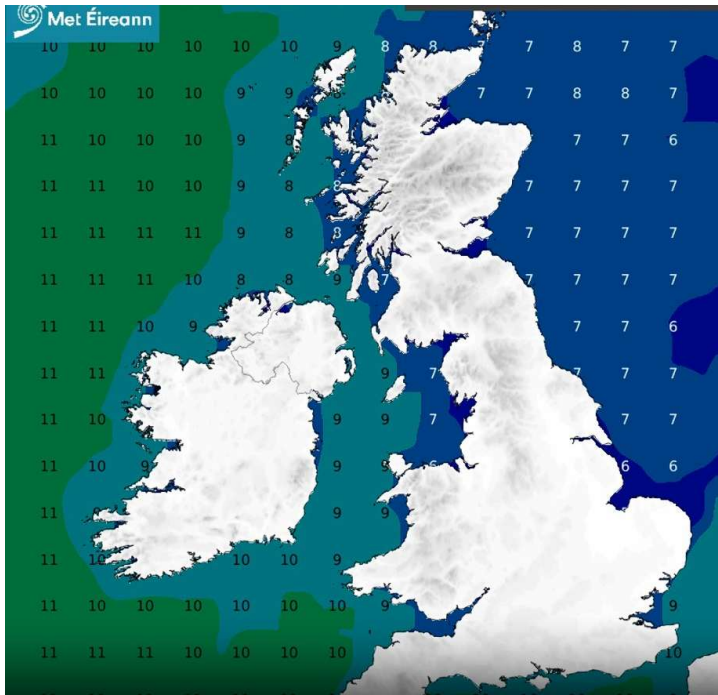 Met Éireann
10 10 10 10 10 10 9 8 8 7 7 8 7 7
10 10 10 10 9 9 8 7 7 8 8 7
11 10 10 10 9 8 7 7 6
11 11 10 10 9 8 8 7 7 7 7
11 11 11 11 9 8 8 7 7 7 7
11 11 11 10 8 8 9 7 7 7 7 7
11 11 10 9 7 7 6
11 11 9 7 7 7 7
11 10 9 9 7 7 7
11 10 9 9 9 6 6 6
11 9 9 9
11 10 10 10 9
10 10 10 10 10 10 10 9 9
11 11 11 10 10 10 10 10